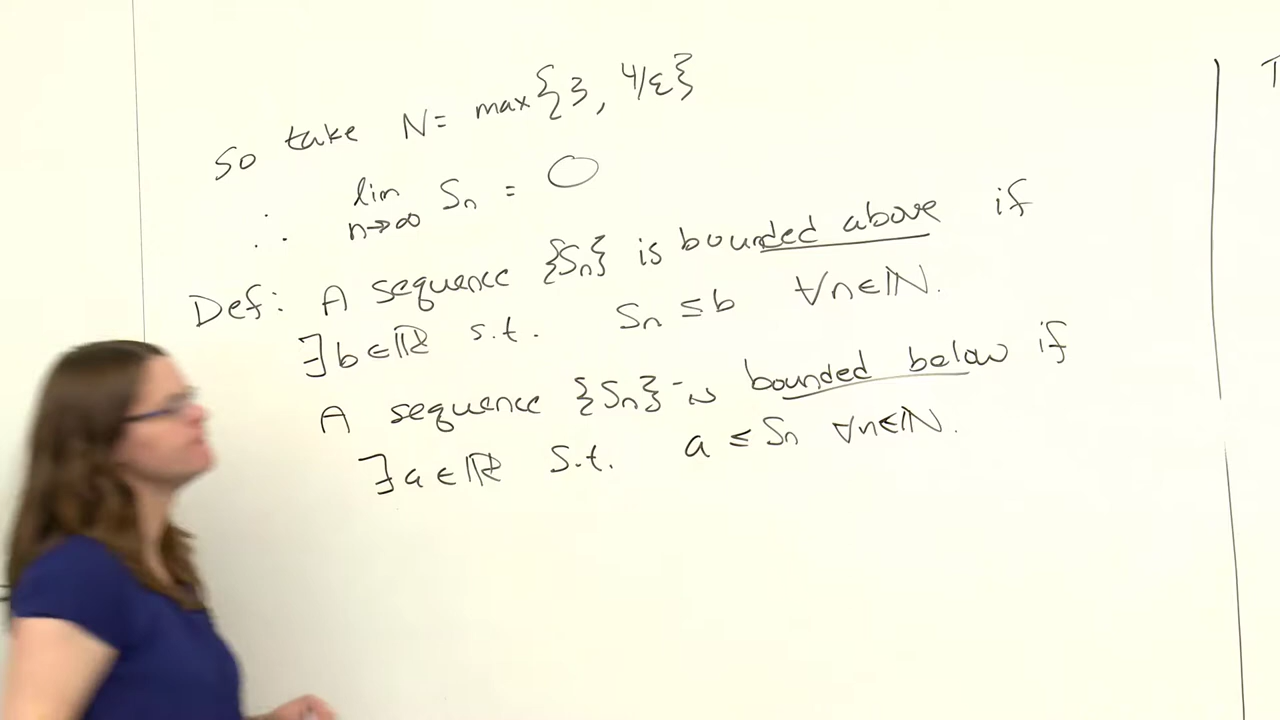 So take N = max{3, 4/ε}
∴ lim n→∞ Sn = 0
Def: A sequence {Sn} is bounded above if
∃ b ∈ ℝ s.t. Sn ≤ b ∀n∈ℕ.
A sequence {Sn} is bounded below if
∃ a ∈ ℝ s.t. a ≤ Sn ∀n∈ℕ.
T